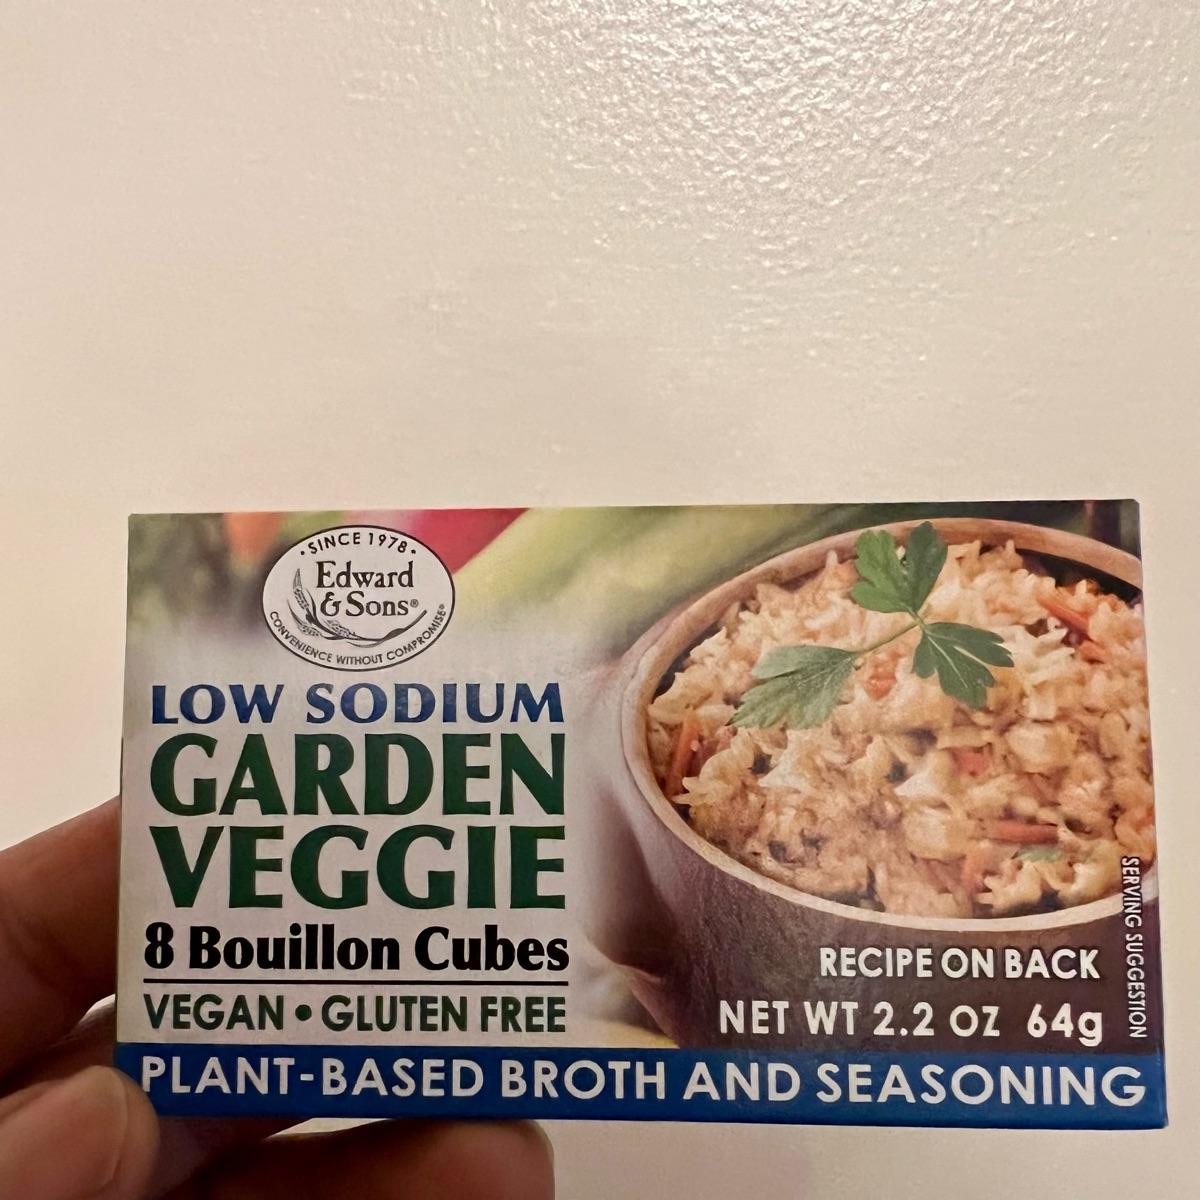 • SINCE 1978 •
Edward
& Sons®
CONVENIENCE WITHOUT COMPROMISE®
LOW SODIUM
GARDEN
VEGGIE
8 Bouillon Cubes
VEGAN • GLUTEN FREE
RECIPE ON BACK
NET WT 2.2 OZ 64g
SERVING SUGGESTION
PLANT-BASED BROTH AND SEASONING